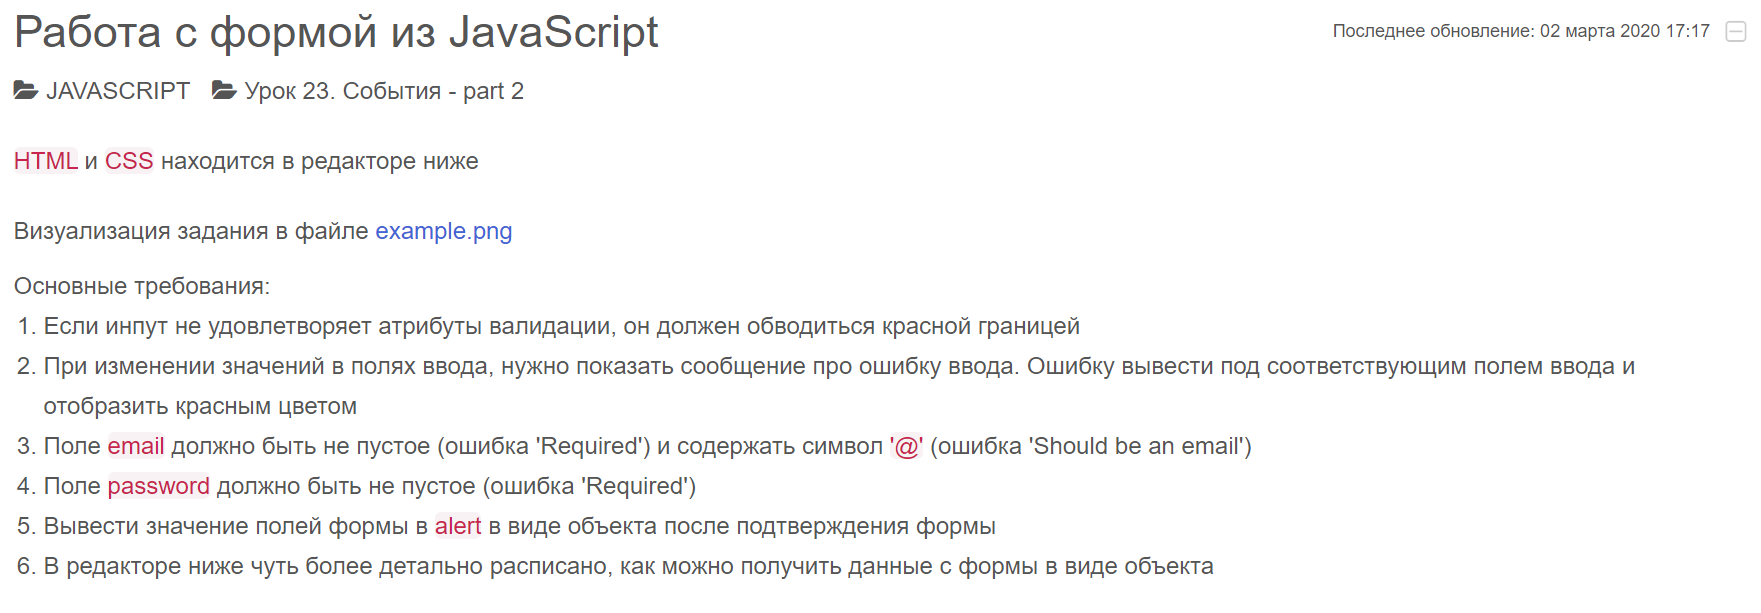 Работа с формой из JavaScript
Последнее обновление: 02 марта 2020 17:17
JAVASCRIPT Урок 23. События - part 2
HTML и CSS находится в редакторе ниже
Визуализация задания в файле example.png
Основные требования:
1. Если инпут не удовлетворяет атрибуты валидации, он должен обводиться красной границей
2. При изменении значений в полях ввода, нужно показать сообщение про ошибку ввода. Ошибку вывести под соответствующим полем ввода и
отобразить красным цветом
3. Поле email должно быть не пустое (ошибка 'Required') и содержать символ '@' (ошибка 'Should be an email')
4. Поле password должно быть не пустое (ошибка 'Required')
5. Вывести значение полей формы в alert в виде объекта после подтверждения формы
6. В редакторе ниже чуть более детально расписано, как можно получить данные с формы в виде объекта